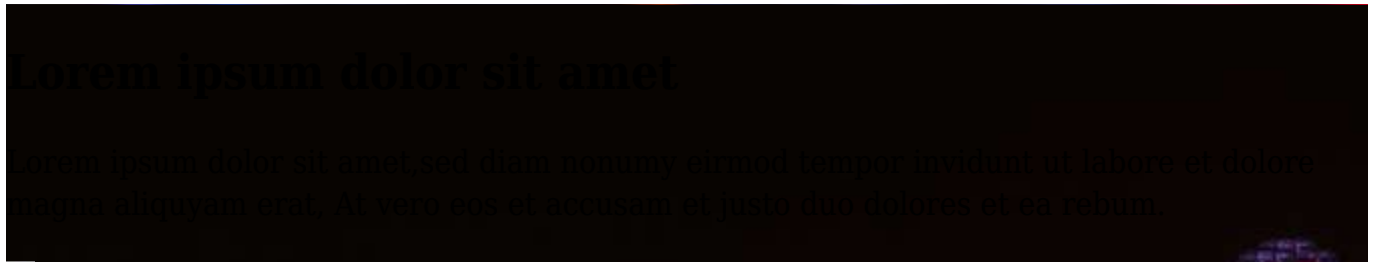 Lorem ipsum dolor sit amet
Lorem ipsum dolor sit amet,sed diam nonumy eirmod tempor invidunt ut labore et dolore
magna aliquyam erat, At vero eos et accusam et justo duo dolores et ea rebum.